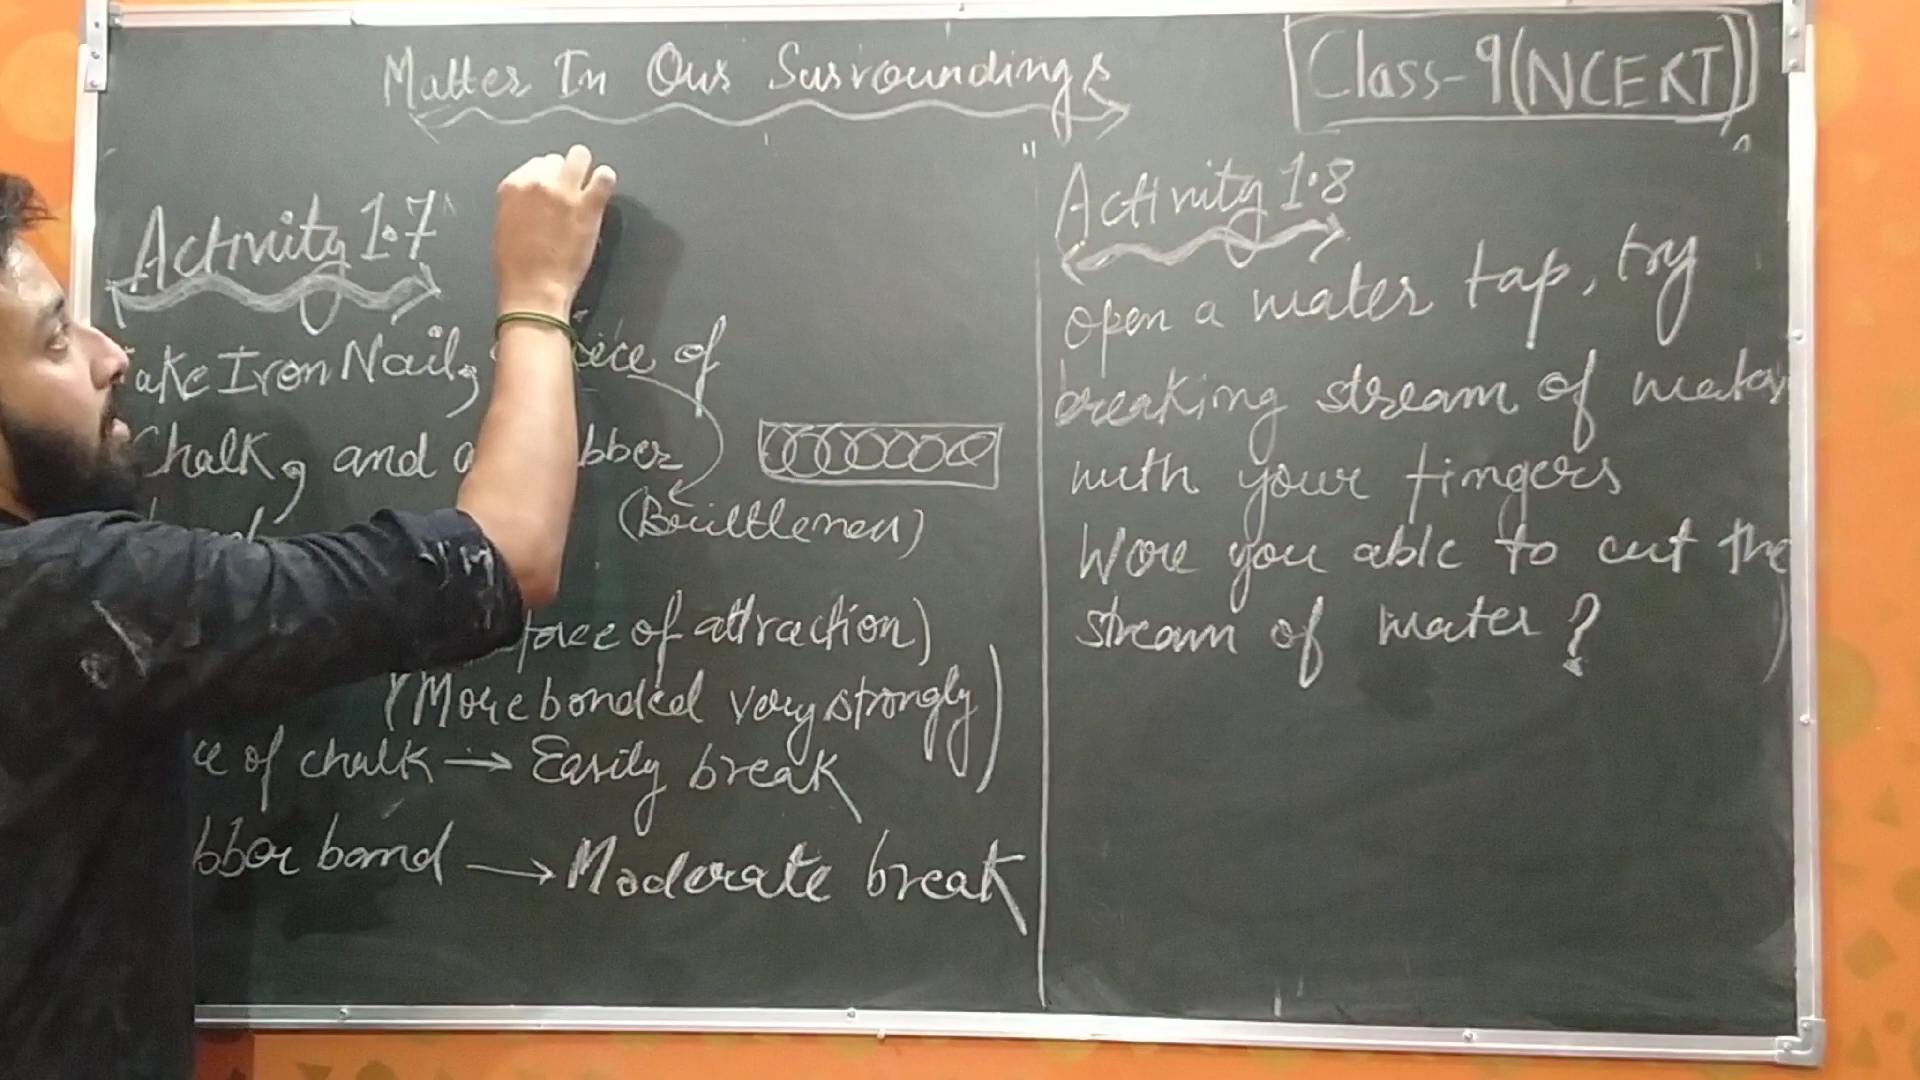 Matter In Our Surroundings
Class-9(NCERT)
Activity 1.7
ake Iron Nail, iece of
Chalk, and a bber
(Brittleness)
force of attraction)
(More bonded very strongly)
ce of chalk → Easily break
bber band → Moderate break
Activity 1.8
open a water tap, try
breaking stream of water
with your fingers
Were you able to cut the
stream of water?